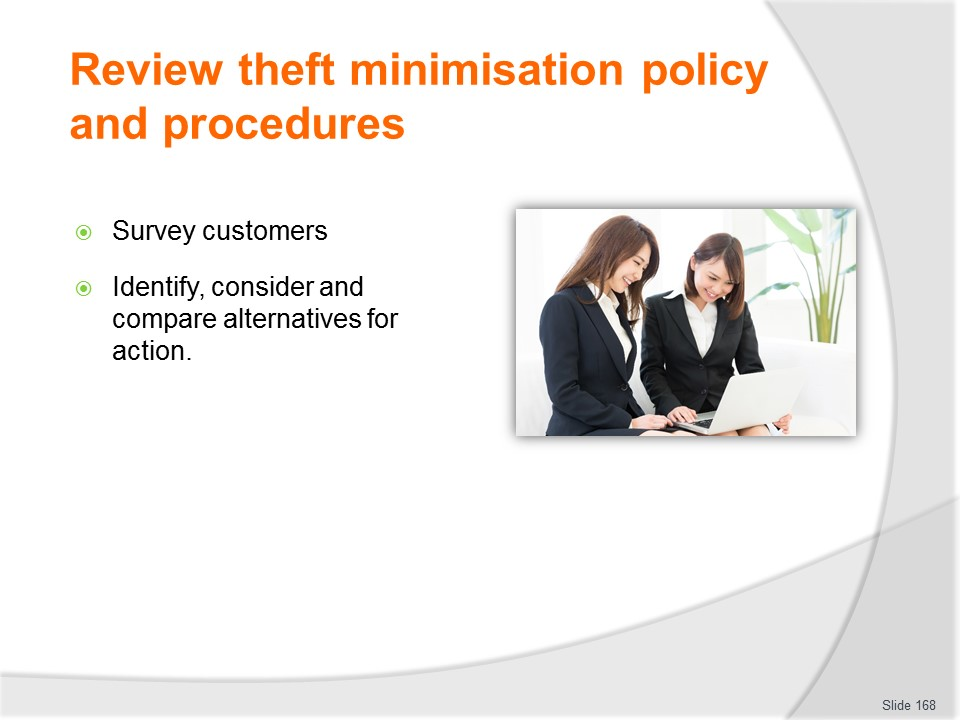 Review theft minimisation policy
and procedures
Survey customers
Identify, consider and
compare alternatives for
action.
Slide 168